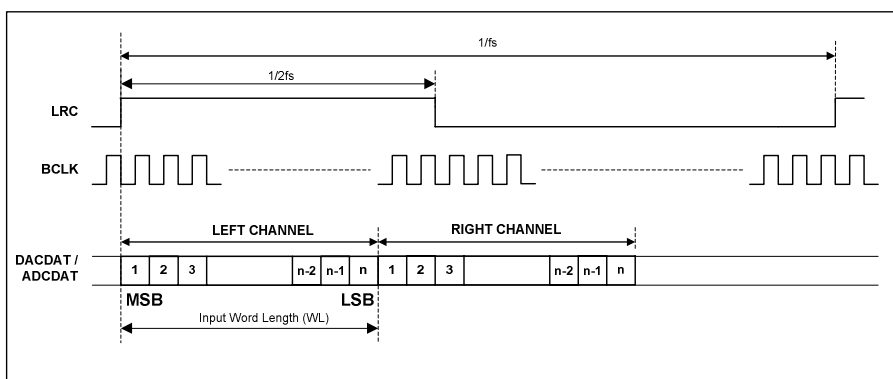 1/fs
1/2fs
LRC
BCLK
LEFT CHANNEL
RIGHT CHANNEL
DACDAT /
ADCDAT
1 2 3 n-2 n-1 n 1 2 3 n-2 n-1 n
MSB
LSB
Input Word Length (WL)